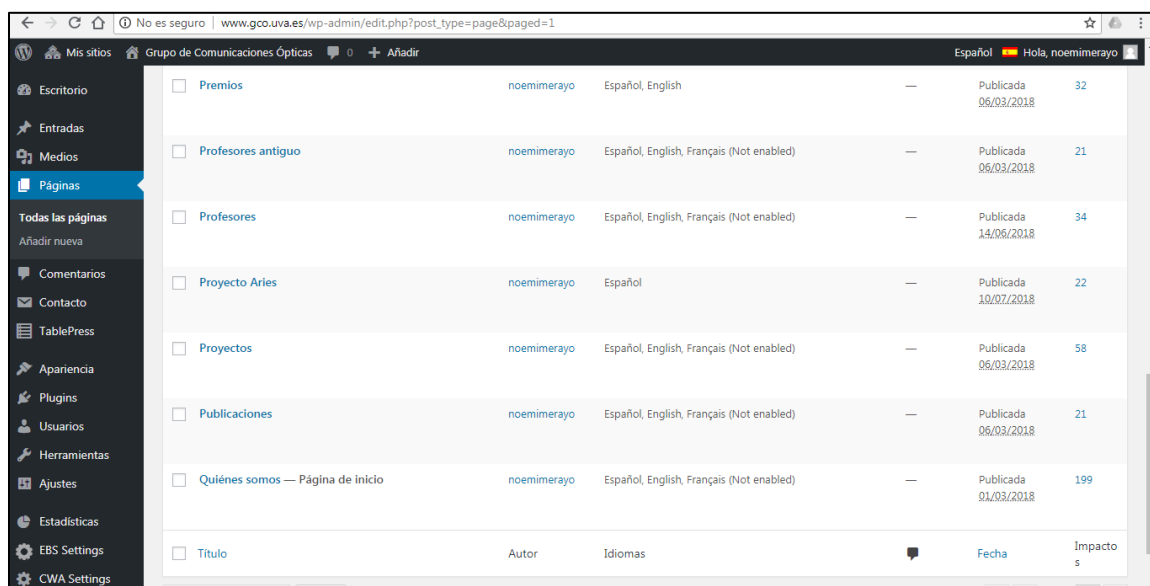 No es seguro | www.gco.uva.es/wp-admin/edit.php?post_type=page&paged=1
Mis sitios Grupo de Comunicaciones Ópticas 0 Añadir Español Hola, noemimerayo
Escritorio
Entradas
Medios
Páginas
Todas las páginas
Añadir nueva
Comentarios
Contacto
TablePress
Apariencia
Plugins
Usuarios
Herramientas
Ajustes
Estadísticas
EBS Settings
CWA Settings
Premios noemimerayo Español, English — Publicada 32
06/03/2018
Profesores antiguo noemimerayo Español, English, Français (Not enabled) — Publicada 21
06/03/2018
Profesores noemimerayo Español, English, Français (Not enabled) — Publicada 34
14/06/2018
Proyecto Aries noemimerayo Español — Publicada 22
10/07/2018
Proyectos noemimerayo Español, English, Français (Not enabled) — Publicada 58
06/03/2018
Publicaciones noemimerayo Español, English, Français (Not enabled) — Publicada 21
06/03/2018
Quiénes somos — Página de inicio noemimerayo Español, English, Français (Not enabled) — Publicada 199
01/03/2018
Título Autor Idiomas Fecha Impacto
s